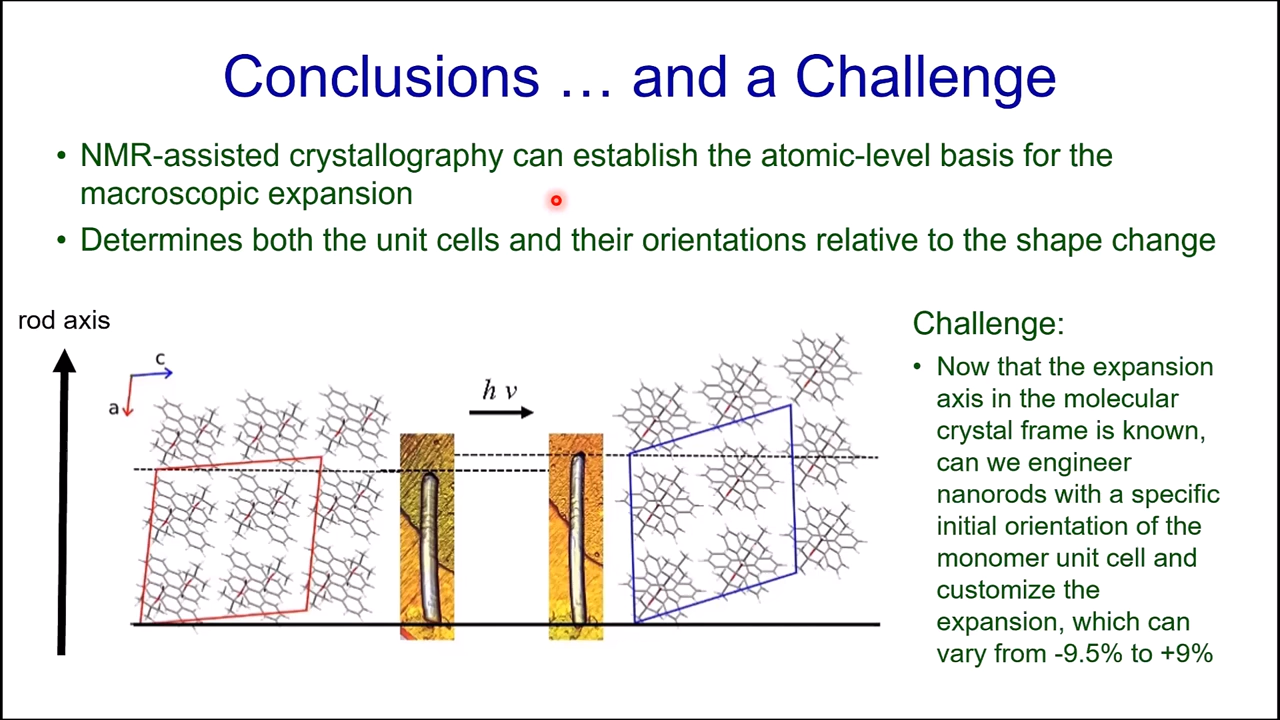 Conclusions … and a Challenge
• NMR-assisted crystallography can establish the atomic-level basis for the
macroscopic expansion
• Determines both the unit cells and their orientations relative to the shape change
rod axis
c
a
h ν
Challenge:
• Now that the expansion
axis in the molecular
crystal frame is known,
can we engineer
nanorods with a specific
initial orientation of the
monomer unit cell and
customize the
expansion, which can
vary from -9.5% to +9%